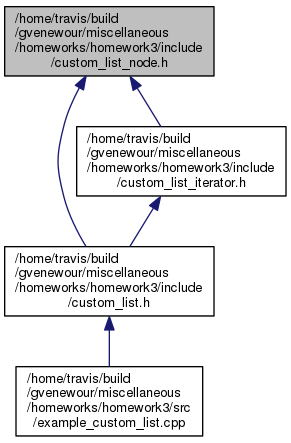 /home/travis/build
/gvenewour/miscellaneous
/homeworks/homework3/include
/custom_list_node.h
/home/travis/build
/gvenewour/miscellaneous
/homeworks/homework3/include
/custom_list_iterator.h
/home/travis/build
/gvenewour/miscellaneous
/homeworks/homework3/include
/custom_list.h
/home/travis/build
/gvenewour/miscellaneous
/homeworks/homework3/src
/example_custom_list.cpp